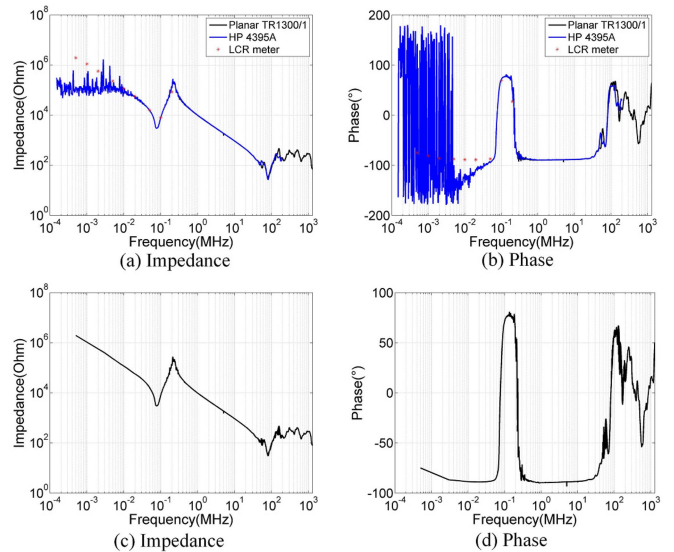 10^8
10^6
10^4
10^2
10^0
Impedance(Ohm)
Planar TR1300/1
HP 4395A
LCR meter
10^-4 10^-3 10^-2 10^-1 10^0 10^1 10^2 10^3
Frequency(MHz)
(a) Impedance
200
100
0
-100
-200
Phase(°)
Planar TR1300/1
HP 4395A
LCR meter
10^-4 10^-3 10^-2 10^-1 10^0 10^1 10^2 10^3
Frequency(MHz)
(b) Phase
10^8
10^6
10^4
10^2
10^0
Impedance(Ohm)
10^-4 10^-3 10^-2 10^-1 10^0 10^1 10^2 10^3
Frequency(MHz)
(c) Impedance
100
50
0
-50
-100
Phase(°)
10^-4 10^-3 10^-2 10^-1 10^0 10^1 10^2 10^3
Frequency(MHz)
(d) Phase